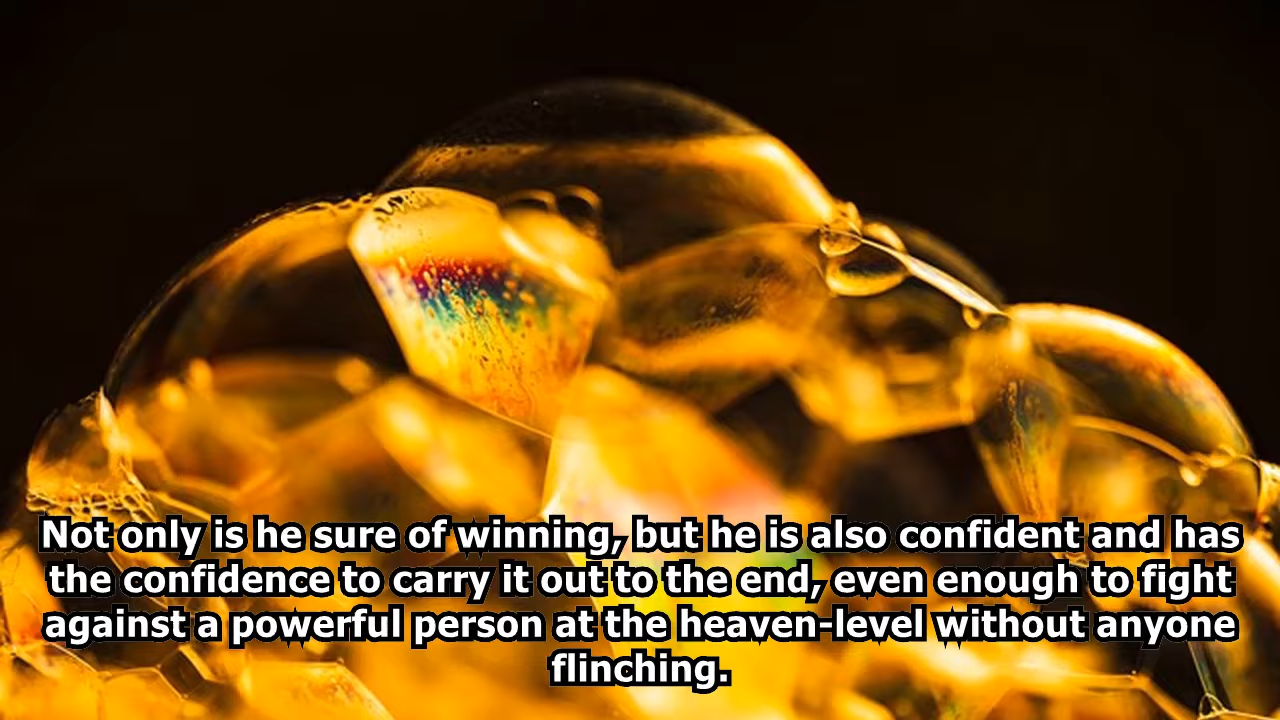 Not only is he sure of winning, but he is also confident and has
the confidence to carry it out to the end, even enough to fight
against a powerful person at the heaven-level without anyone
flinching.